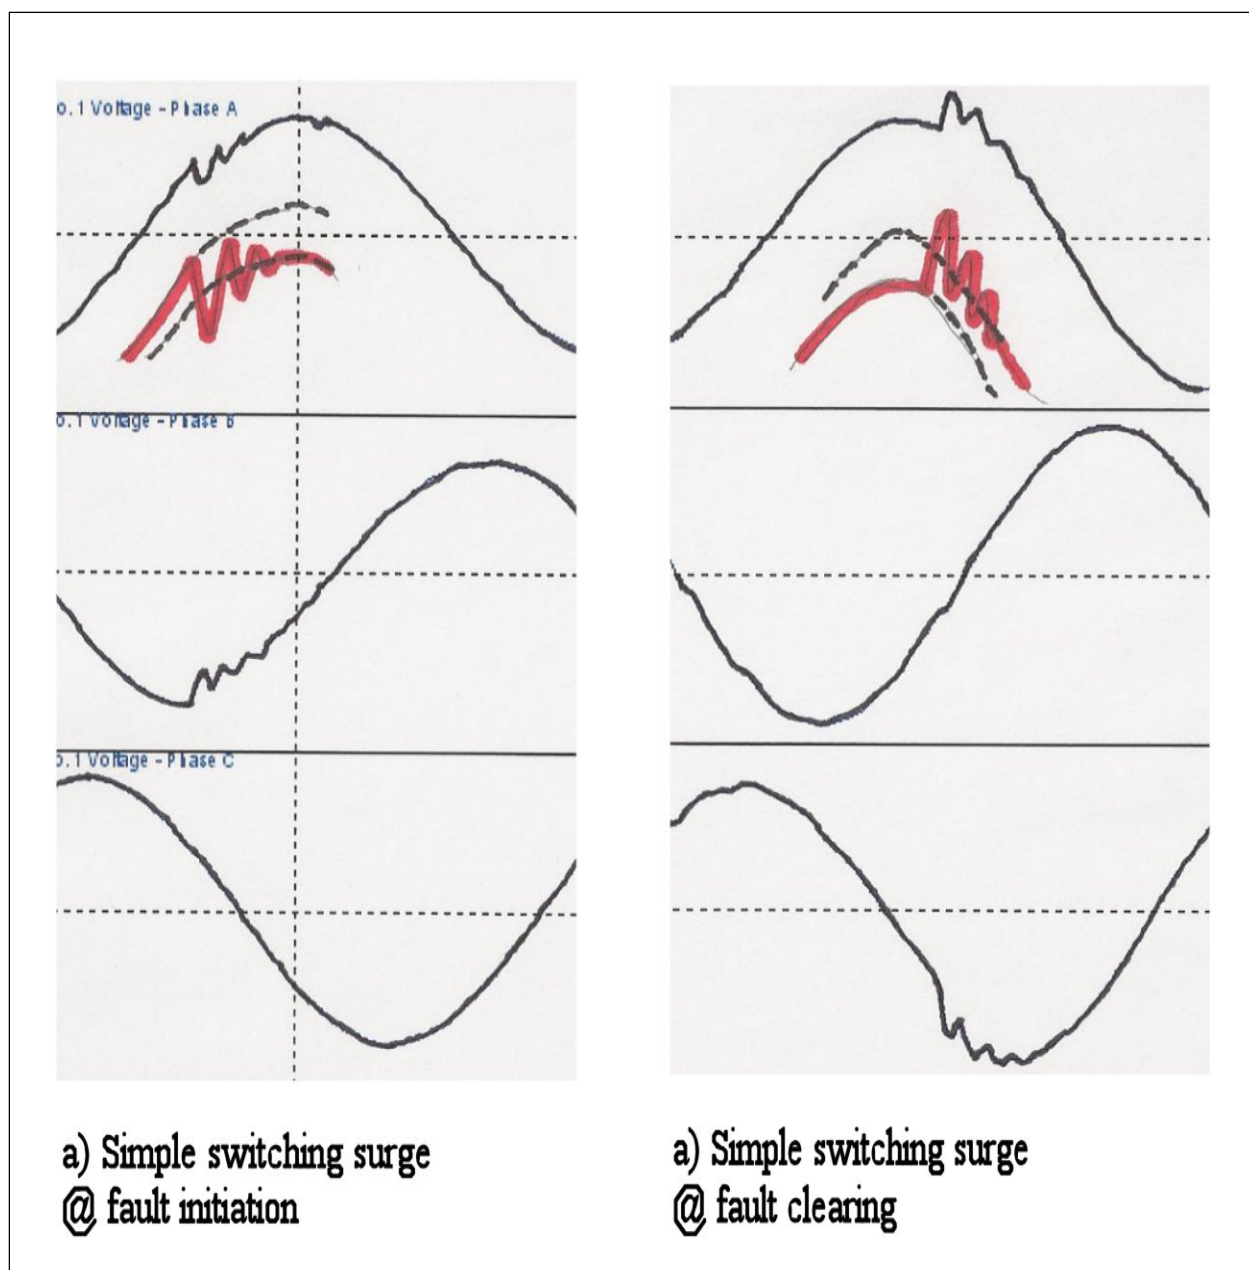 o. 1 Voltage - Phase A
o. 1 Voltage - Phase B
o. 1 Voltage - Phase C
a) Simple switching surge
@ fault initiation
a) Simple switching surge
@ fault clearing